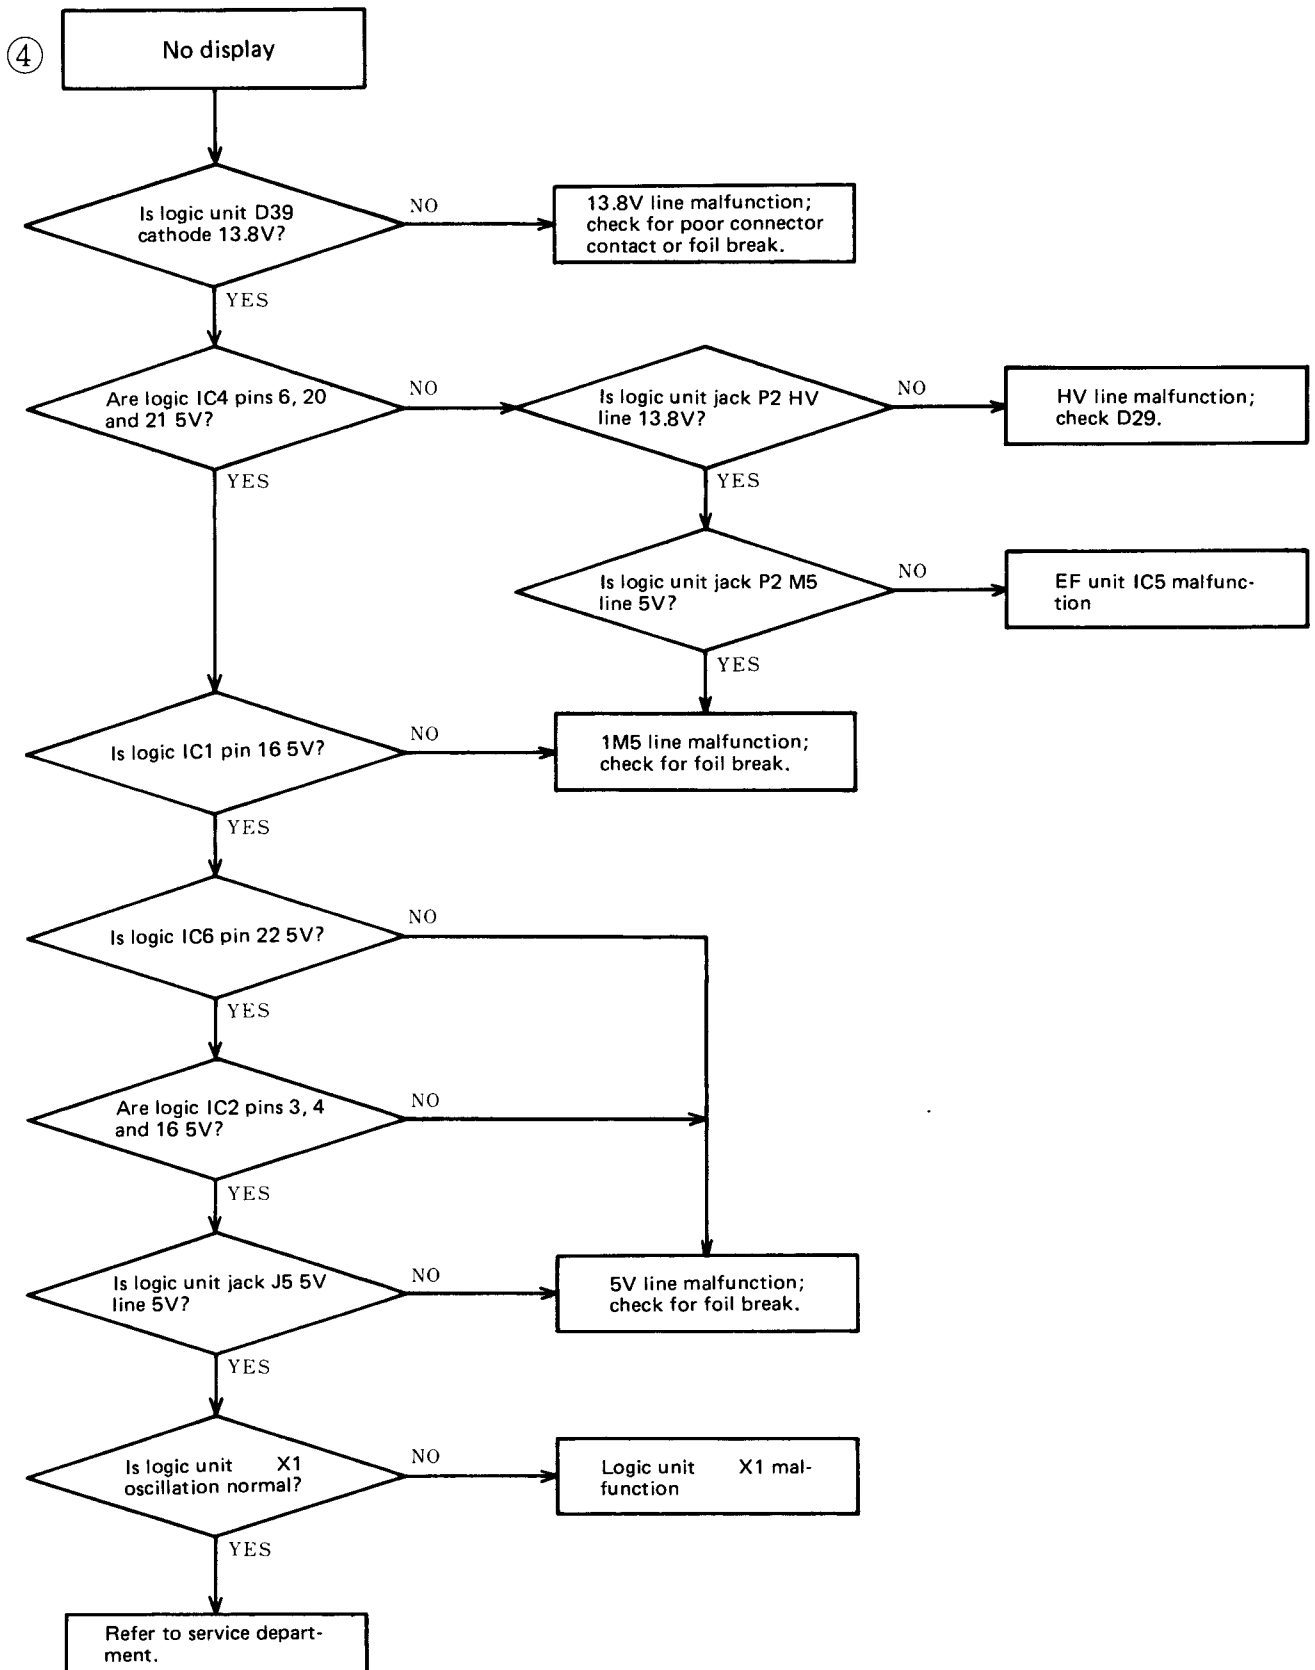 ④
No display
Is logic unit D39
cathode 13.8V?
NO
13.8V line malfunction;
check for poor connector
contact or foil break.
YES
Are logic IC4 pins 6, 20
and 21 5V?
NO
Is logic unit jack P2 HV
line 13.8V?
NO
HV line malfunction;
check D29.
YES
YES
Is logic unit jack P2 M5
line 5V?
NO
EF unit IC5 malfunc-
tion
YES
Is logic IC1 pin 16 5V?
NO
1M5 line malfunction;
check for foil break.
YES
Is logic IC6 pin 22 5V?
NO
YES
Are logic IC2 pins 3, 4
and 16 5V?
NO
YES
Is logic unit jack J5 5V
line 5V?
NO
5V line malfunction;
check for foil break.
YES
Is logic unit X1
oscillation normal?
NO
Logic unit X1 mal-
function
YES
Refer to service depart-
ment.